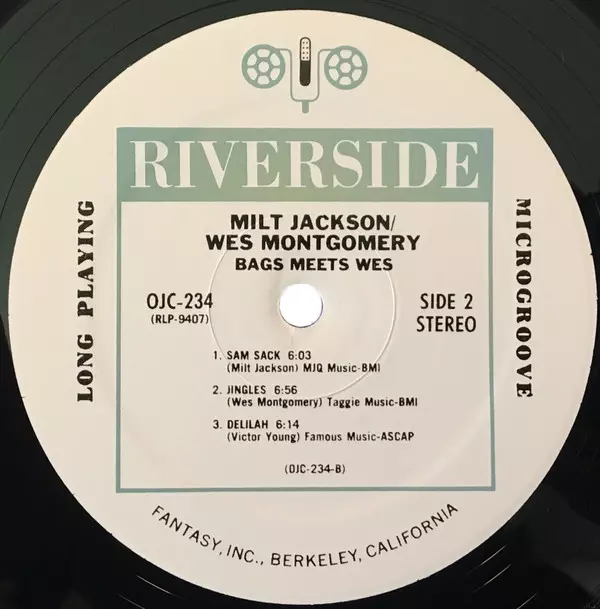 RIVERSIDE
LONG PLAYING
MICROGROOVE
MILT JACKSON/
WES MONTGOMERY
BAGS MEETS WES
OJC-234
(RLP-9407)
SIDE 2
STEREO
1. SAM SACK 6:03
(Milt Jackson) MJQ Music-BMI
2. JINGLES 6:56
(Wes Montgomery) Taggie Music-BMI
3. DELILAH 6:14
(Victor Young) Famous Music-ASCAP
(OJC-234-B)
FANTASY, INC., BERKELEY, CALIFORNIA